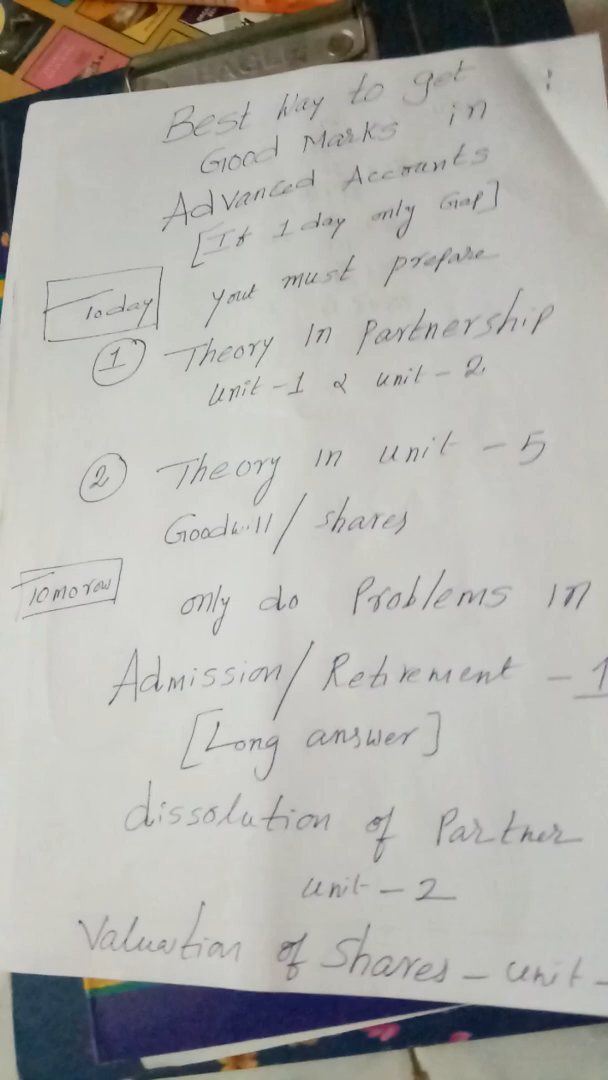 EAGLE
Best Way to get :
Good Marks in
Advanced Accounts
[If 1 day only Gap]
Today
your must prepare
① Theory in Partnership
Unit - 1 & unit - 2
② Theory in unit - 5
Goodwill / shares
Tomorow
only do Problems in
Admission / Retirement - 1
[Long answer]
dissolution of Partner
unit - 2
Valuation of Shares - unit -